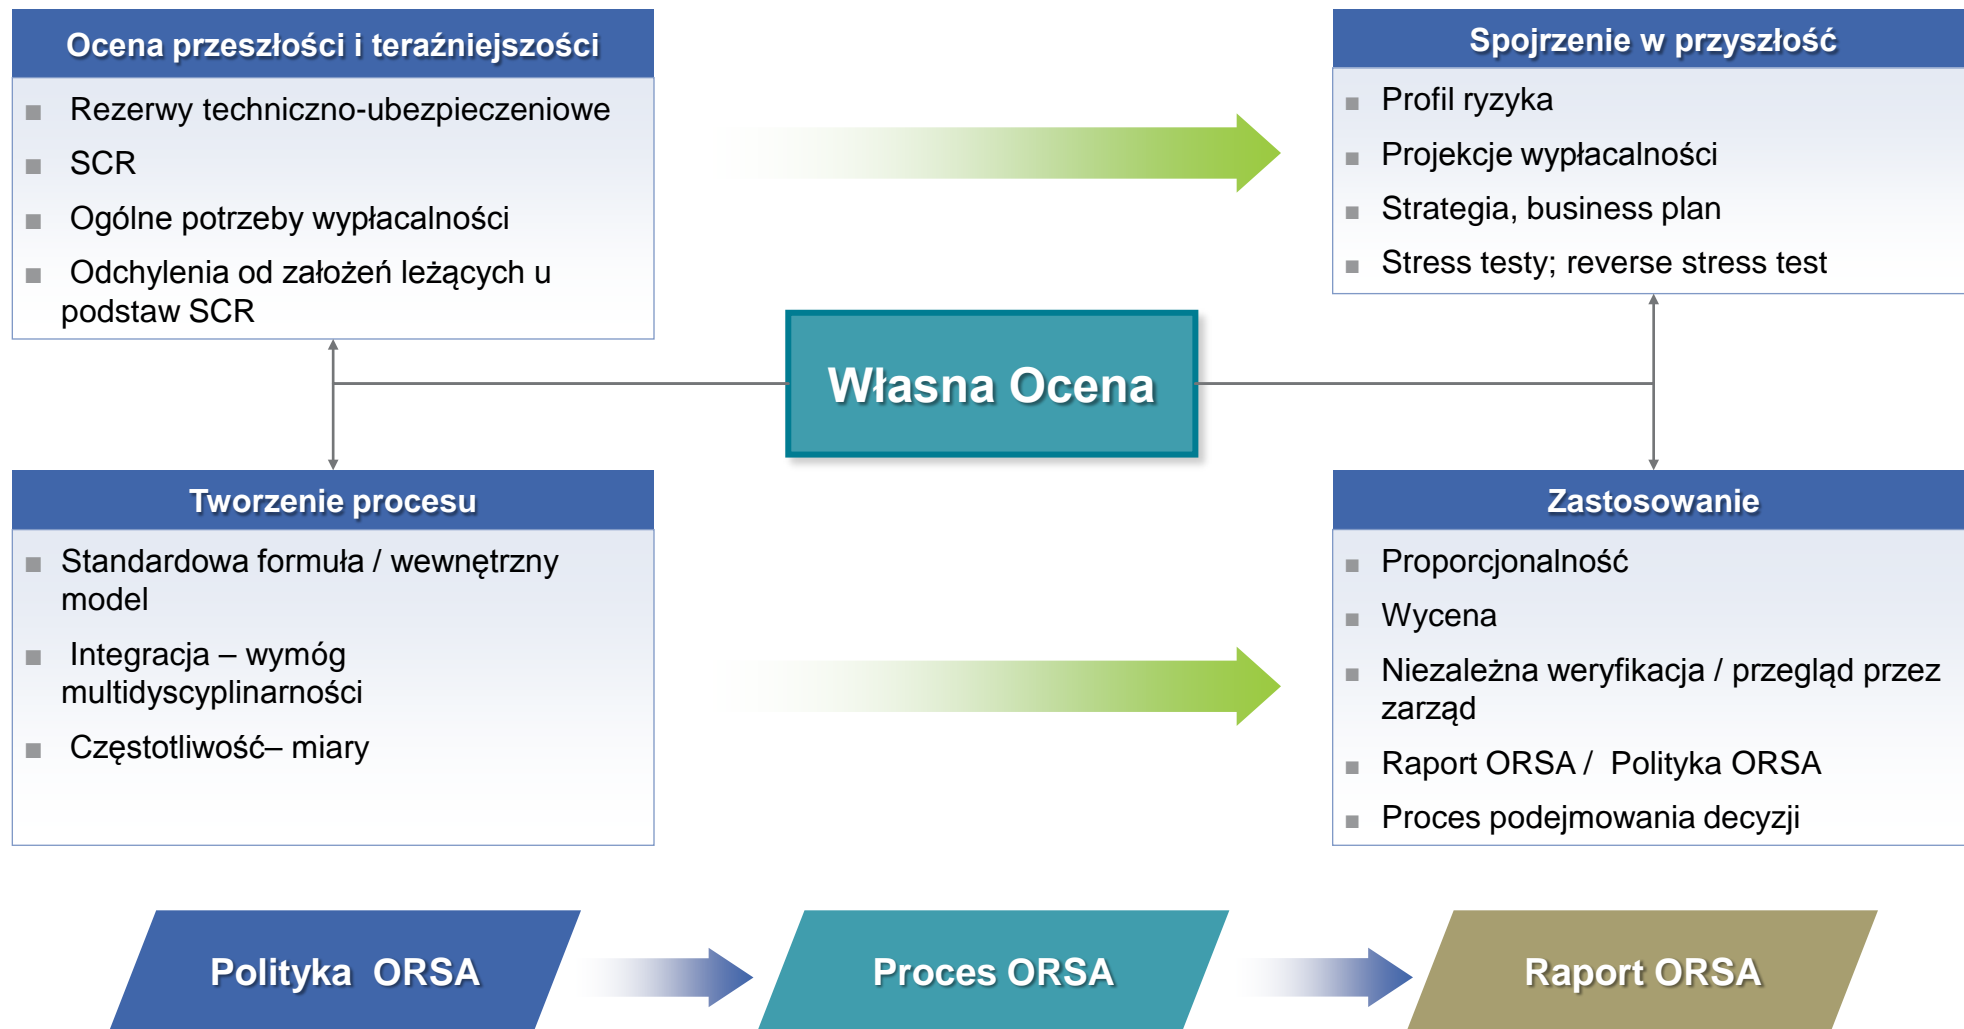 Ocena przeszłości i teraźniejszości
■ Rezerwy techniczno-ubezpieczeniowe
■ SCR
■ Ogólne potrzeby wypłacalności
■ Odchylenia od założeń leżących u
podstaw SCR
Spojrzenie w przyszłość
■ Profil ryzyka
■ Projekcje wypłacalności
■ Strategia, business plan
■ Stress testy; reverse stress test
Własna Ocena
Tworzenie procesu
■ Standardowa formuła / wewnętrzny
model
■ Integracja – wymóg
multidyscyplinarności
■ Częstotliwość– miary
Zastosowanie
■ Proporcjonalność
■ Wycena
■ Niezależna weryfikacja / przegląd przez
zarząd
■ Raport ORSA / Polityka ORSA
■ Proces podejmowania decyzji
Polityka ORSA
Proces ORSA
Raport ORSA